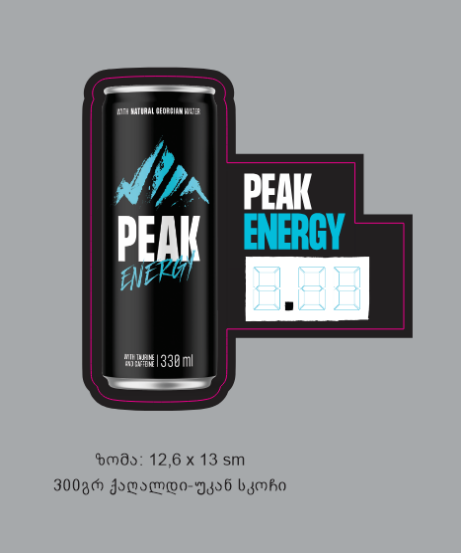 WITH NATURAL GEORGIAN WATER
PEAK
ENERGY
WITH TAURINE
AND CAFFEINE
330 ml
PEAK
ENERGY
8.88
ზომა: 12,6 x 13 sm
300გრ ქაღალდი-უკან სკოჩი